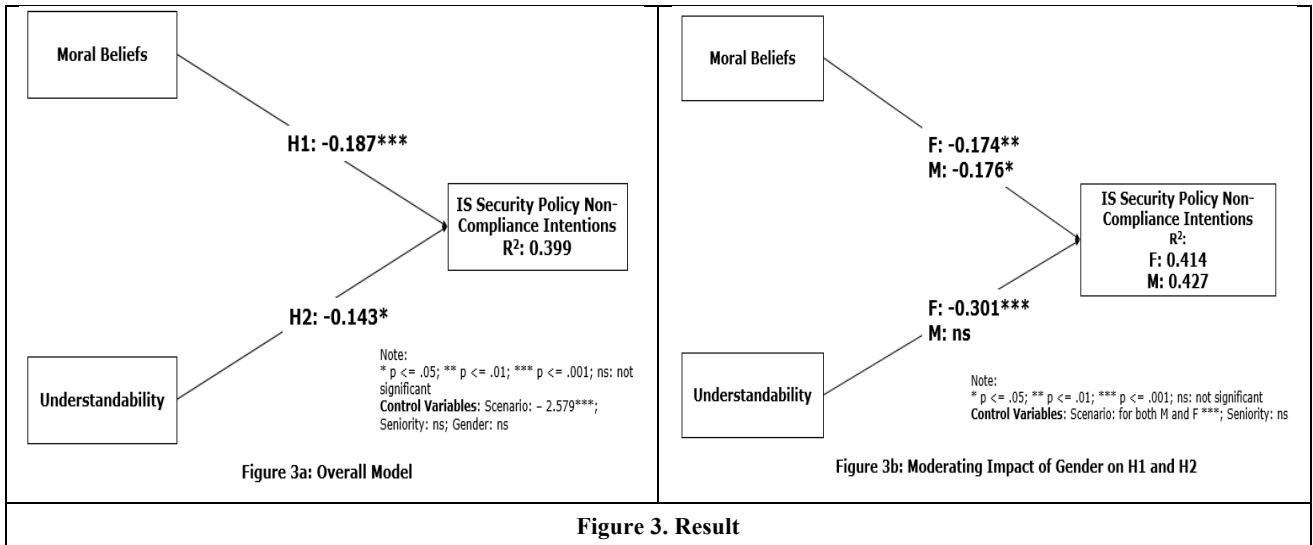 Moral Beliefs
H1: -0.187***
IS Security Policy Non-
Compliance Intentions
R²: 0.399
H2: -0.143*
Understandability
Note:
* p <= .05; ** p <= .01; *** p <= .001; ns: not
significant
Control Variables: Scenario: – 2.579***;
Seniority: ns; Gender: ns
Figure 3a: Overall Model
Moral Beliefs
F: -0.174**
M: -0.176*
IS Security Policy Non-
Compliance Intentions
R²:
F: 0.414
M: 0.427
F: -0.301***
M: ns
Understandability
Note:
* p <= .05; ** p <= .01; *** p <= .001; ns: not significant
Control Variables: Scenario: for both M and F ***; Seniority: ns
Figure 3b: Moderating Impact of Gender on H1 and H2
Figure 3. Result